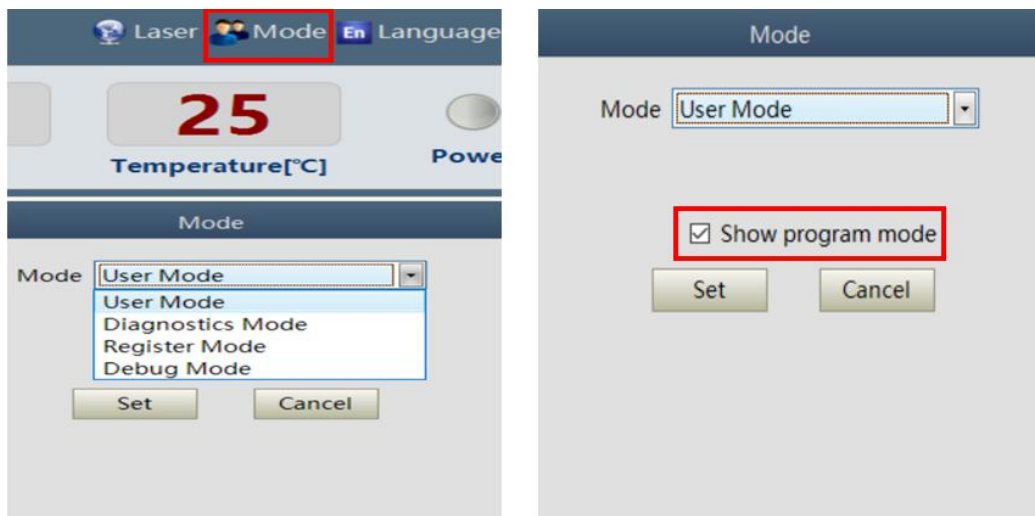 Laser Mode En Language
25
Temperature[°C]
Powe
Mode
Mode User Mode
User Mode
Diagnostics Mode
Register Mode
Debug Mode
Set Cancel
Mode
Mode User Mode
Show program mode
Set Cancel